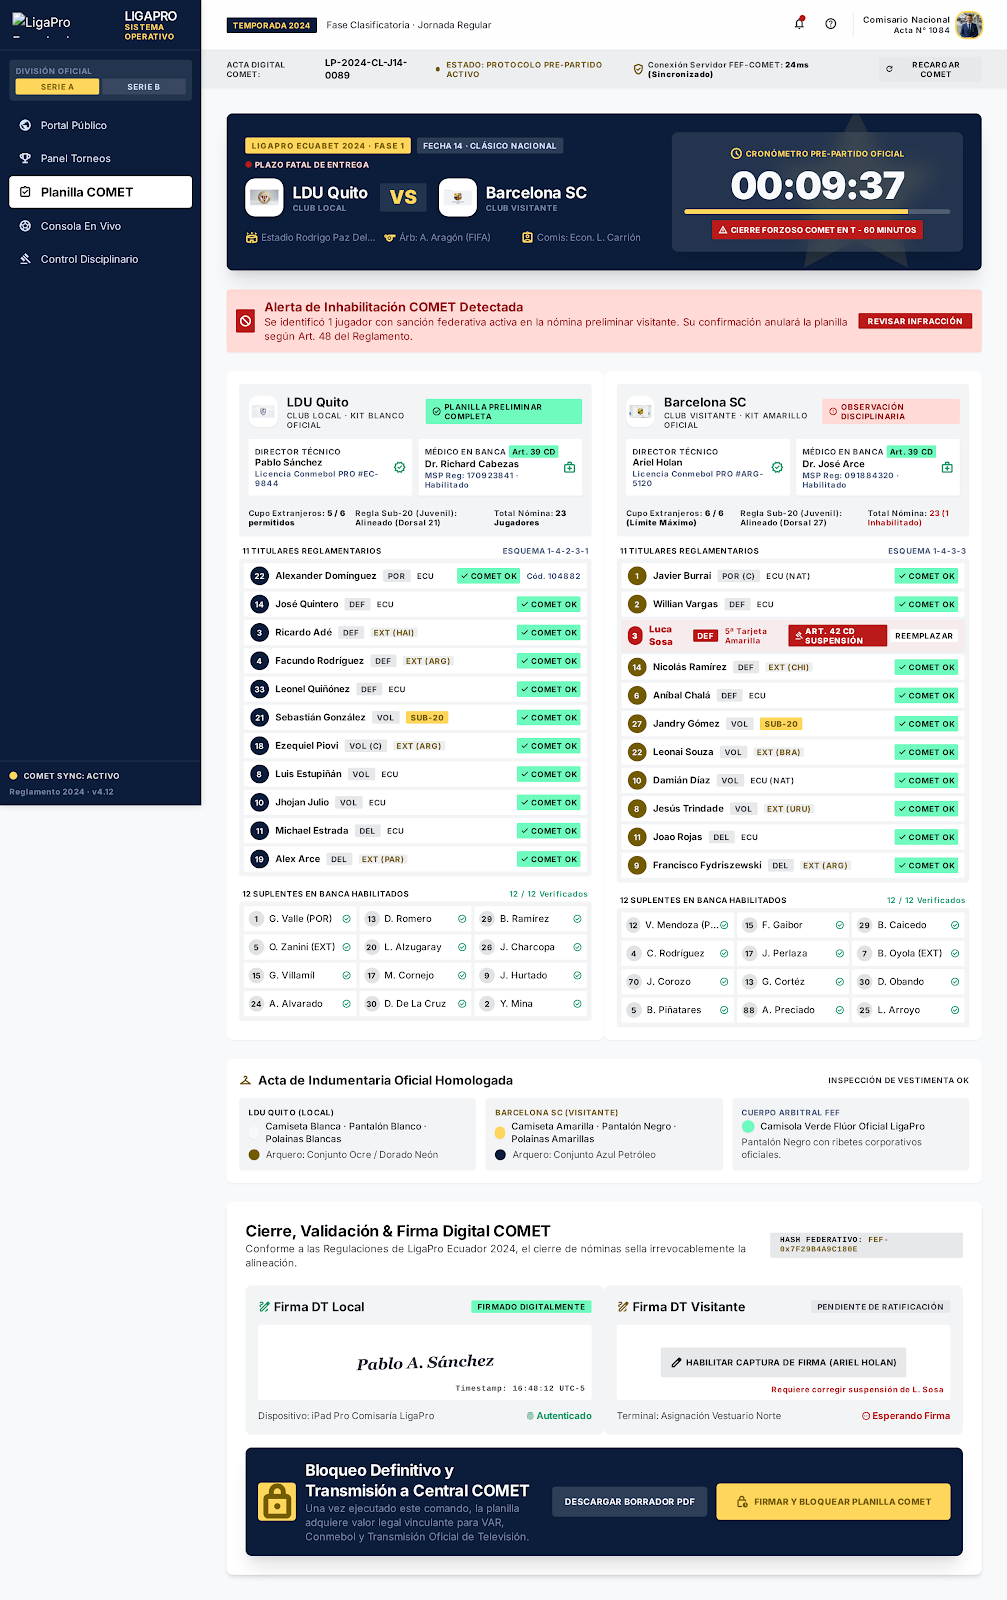 LigaPro
LIGAPRO
SISTEMA
OPERATIVO
DIVISIÓN OFICIAL
SERIE A
SERIE B
Portal Público
Panel Torneos
Planilla COMET
Consola En Vivo
Control Disciplinario
COMET SYNC: ACTIVO
Reglamento 2024 · v4.12
TEMPORADA 2024
Fase Clasificatoria · Jornada Regular
Comisario Nacional
Acta N° 1084
ACTA DIGITAL
COMET:
LP-2024-CL-J14-
0089
ESTADO: PROTOCOLO PRE-PARTIDO
ACTIVO
Conexión Servidor FEF-COMET: 24ms
(Sincronizado)
RECARGAR
COMET
LIGAPRO ECUABET 2024 · FASE 1
FECHA 14 · CLÁSICO NACIONAL
PLAZO FATAL DE ENTREGA
LDU Quito
CLUB LOCAL
VS
Barcelona SC
CLUB VISITANTE
Estadio Rodrigo Paz Del...
Árb: A. Aragón (FIFA)
Comis: Econ. L. Carrión
CRONÓMETRO PRE-PARTIDO OFICIAL
00:09:37
CIERRE FORZOSO COMET EN T - 60 MINUTOS
Alerta de Inhabilitación COMET Detectada
Se identificó 1 jugador con sanción federativa activa en la nómina preliminar visitante. Su confirmación anulará la planilla
según Art. 48 del Reglamento.
REVISAR INFRACCIÓN
LDU Quito
CLUB LOCAL · KIT BLANCO
OFICIAL
PLANILLA PRELIMINAR
COMPLETA
DIRECTOR TÉCNICO
Pablo Sánchez
Licencia Conmebol PRO #EC-
9844
MÉDICO EN BANCA Art. 39 CD
Dr. Richard Cabezas
MSP Reg: 170923841 -
Habilitado
Cupo Extranjeros: 5 / 6
permitidos
Regla Sub-20 (Juvenil):
Alineado (Dorsal 21)
Total Nómina: 23
Jugadores
11 TITULARES REGLAMENTARIOS
ESQUEMA 1-4-2-3-1
22 Alexander Domínguez POR ECU COMET OK Cód. 104882
14 José Quintero DEF ECU COMET OK
3 Ricardo Adé DEF EXT (HAI) COMET OK
4 Facundo Rodríguez DEF EXT (ARG) COMET OK
33 Leonel Quiñónez DEF ECU COMET OK
21 Sebastián González VOL SUB-20 COMET OK
18 Ezequiel Piovi VOL (C) EXT (ARG) COMET OK
8 Luis Estupiñán VOL ECU COMET OK
10 Jhojan Julio VOL ECU COMET OK
11 Michael Estrada DEL ECU COMET OK
19 Alex Arce DEL EXT (PAR) COMET OK
12 SUPLENTES EN BANCA HABILITADOS
12 / 12 Verificados
1 G. Valle (POR) 13 D. Romero 29 B. Ramírez
5 O. Zanini (EXT) 20 L. Alzugaray 26 J. Charcopa
15 G. Villamíl 17 M. Cornejo 9 J. Hurtado
24 A. Alvarado 30 D. De La Cruz 2 Y. Mina
Barcelona SC
CLUB VISITANTE · KIT AMARILLO
OFICIAL
OBSERVACIÓN
DISCIPLINARIA
DIRECTOR TÉCNICO
Ariel Holan
Licencia Conmebol PRO #ARG-
5120
MÉDICO EN BANCA Art. 39 CD
Dr. José Arce
MSP Reg: 091884320 -
Habilitado
Cupo Extranjeros: 6 / 6
(Límite Máximo)
Regla Sub-20 (Juvenil):
Alineado (Dorsal 27)
Total Nómina: 23 (1
Inhabilitado)
11 TITULARES REGLAMENTARIOS
ESQUEMA 1-4-3-3
1 Javier Burrai POR (C) ECU (NAT) COMET OK
2 Willian Vargas DEF ECU COMET OK
3 Luca
Sosa DEF 5ª Tarjeta
Amarilla ART. 42 CD
SUSPENSIÓN REEMPLAZAR
14 Nicolás Ramírez DEF EXT (CHI) COMET OK
6 Aníbal Chalá DEF ECU COMET OK
27 Jandry Gómez VOL SUB-20 COMET OK
22 Leonai Souza VOL EXT (BRA) COMET OK
10 Damián Díaz VOL ECU (NAT) COMET OK
8 Jesús Trindade VOL EXT (URU) COMET OK
11 Joao Rojas DEL ECU COMET OK
9 Francisco Fydriszewski DEL EXT (ARG) COMET OK
12 SUPLENTES EN BANCA HABILITADOS
12 / 12 Verificados
12 V. Mendoza (P... 15 F. Gaibor 29 B. Caicedo
4 C. Rodríguez 17 J. Perlaza 7 B. Oyola (EXT)
70 J. Corozo 13 G. Cortéz 30 D. Obando
5 B. Piñatares 88 A. Preciado 25 L. Arroyo
Acta de Indumentaria Oficial Homologada
INSPECCIÓN DE VESTIMENTA OK
LDU QUITO (LOCAL)
Camiseta Blanca · Pantalón Blanco ·
Polainas Blancas
Arquero: Conjunto Ocre / Dorado Neón
BARCELONA SC (VISITANTE)
Camiseta Amarilla · Pantalón Negro ·
Polainas Amarillas
Arquero: Conjunto Azul Petróleo
CUERPO ARBITRAL FEF
Camisola Verde Flúor Oficial LigaPro
Pantalón Negro con ribetes corporativos
oficiales.
Cierre, Validación & Firma Digital COMET
Conforme a las Regulaciones de LigaPro Ecuador 2024, el cierre de nóminas sella irrevocablemente la
alineación.
HASH FEDERATIVO: FEF-
0x7F29B4A9C180E
Firma DT Local
FIRMADO DIGITALMENTE
Pablo A. Sánchez
Timestamp: 16:48:12 UTC-5
Dispositivo: iPad Pro Comisaría LigaPro
Autenticado
Firma DT Visitante
PENDIENTE DE RATIFICACIÓN
HABILITAR CAPTURA DE FIRMA (ARIEL HOLAN)
Requiere corregir suspensión de L. Sosa
Terminal: Asignación Vestuario Norte
Esperando Firma
Bloqueo Definitivo y
Transmisión a Central COMET
Una vez ejecutado este comando, la planilla
adquiere valor legal vinculante para VAR,
Conmebol y Transmisión Oficial de Televisión.
DESCARGAR BORRADOR PDF
FIRMAR Y BLOQUEAR PLANILLA COMET